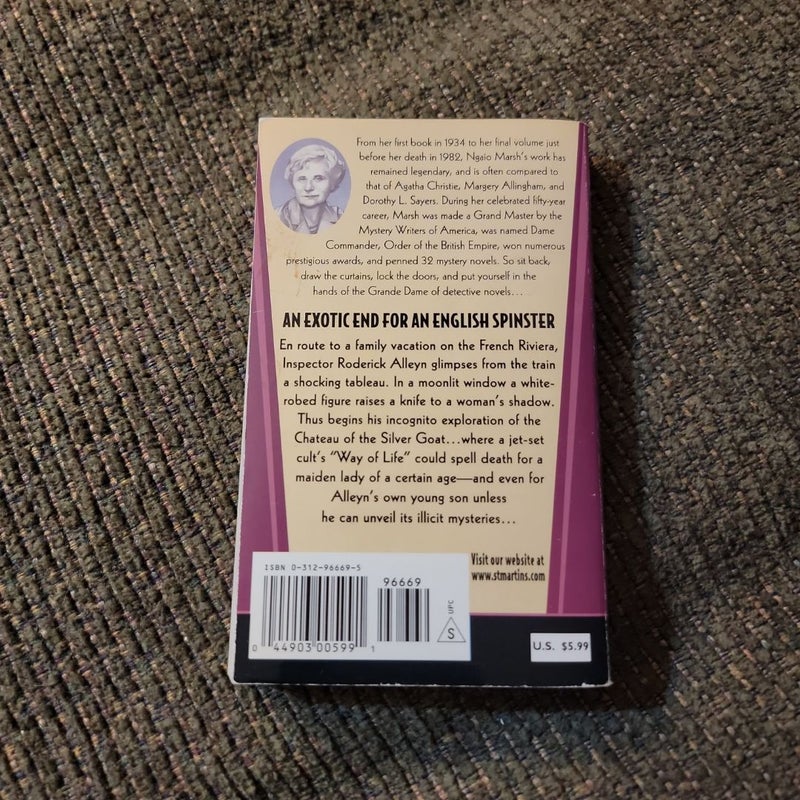 From her first book in 1934 to her final volume just
before her death in 1982, Ngaio Marsh's work has
remained legendary, and is often compared to
that of Agatha Christie, Margery Allingham, and
Dorothy L. Sayers. During her celebrated fifty-year
career, Marsh was made a Grand Master by the
Mystery Writers of America, was named Dame
Commander, Order of the British Empire, won numerous
prestigious awards, and penned 32 mystery novels. So sit back,
draw the curtains, lock the doors, and put yourself in the
hands of the Grande Dame of detective novels...
AN EXOTIC END FOR AN ENGLISH SPINSTER
En route to a family vacation on the French Riviera,
Inspector Roderick Alleyn glimpses from the train
a shocking tableau. In a moonlit window a white-
robed figure raises a knife to a woman's shadow.
Thus begins his incognito exploration of the
Chateau of the Silver Goat...where a jet-set
cult's "Way of Life" could spell death for a
maiden lady of a certain age—and even for
Alleyn's own young son unless
he can unveil its illicit mysteries...
Visit our website at
www.stmartins.com
ISBN 0-312-96669-5
96669
UPC
S
0 44903 00599 1
U.S. $5.99